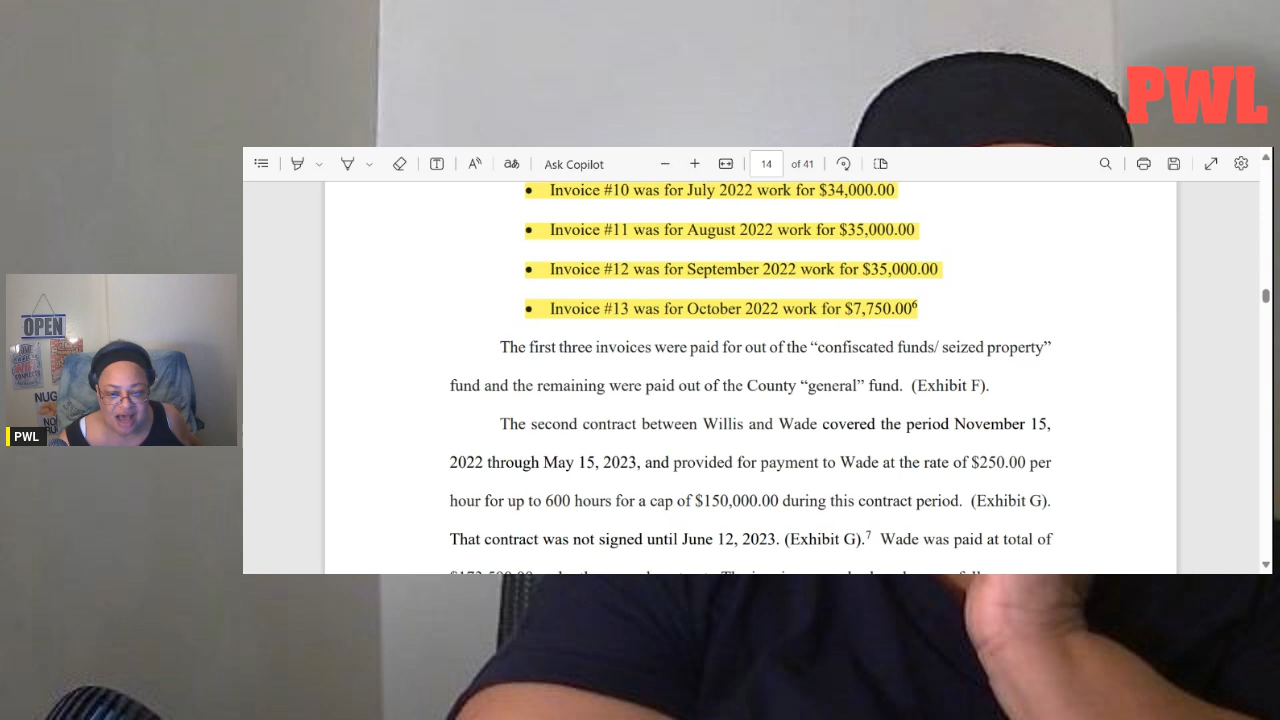 PWL
Ask Copilot
14 of 41
Invoice #10 was for July 2022 work for $34,000.00
Invoice #11 was for August 2022 work for $35,000.00
Invoice #12 was for September 2022 work for $35,000.00
Invoice #13 was for October 2022 work for $7,750.00⁶
The first three invoices were paid for out of the “confiscated funds/ seized property”
fund and the remaining were paid out of the County “general” fund. (Exhibit F).
The second contract between Willis and Wade covered the period November 15,
2022 through May 15, 2023, and provided for payment to Wade at the rate of $250.00 per
hour for up to 600 hours for a cap of $150,000.00 during this contract period. (Exhibit G).
That contract was not signed until June 12, 2023. (Exhibit G).⁷ Wade was paid at total of
OPEN
PWL